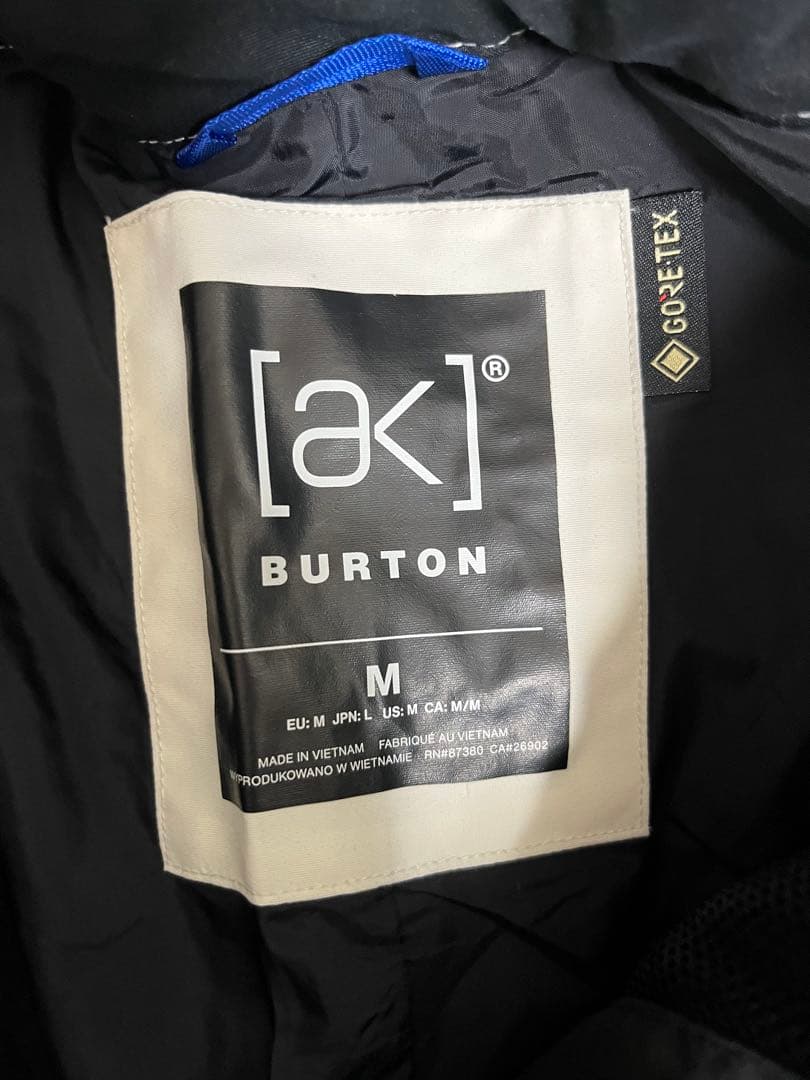 [ak]®
BURTON
M
EU: M JPN: L US: M CA: M/M
MADE IN VIETNAM FABRIQUÉ AU VIETNAM
WYPRODUKOWANO W WIETNAMIE RN#87380 CA#26902
GORE-TEX